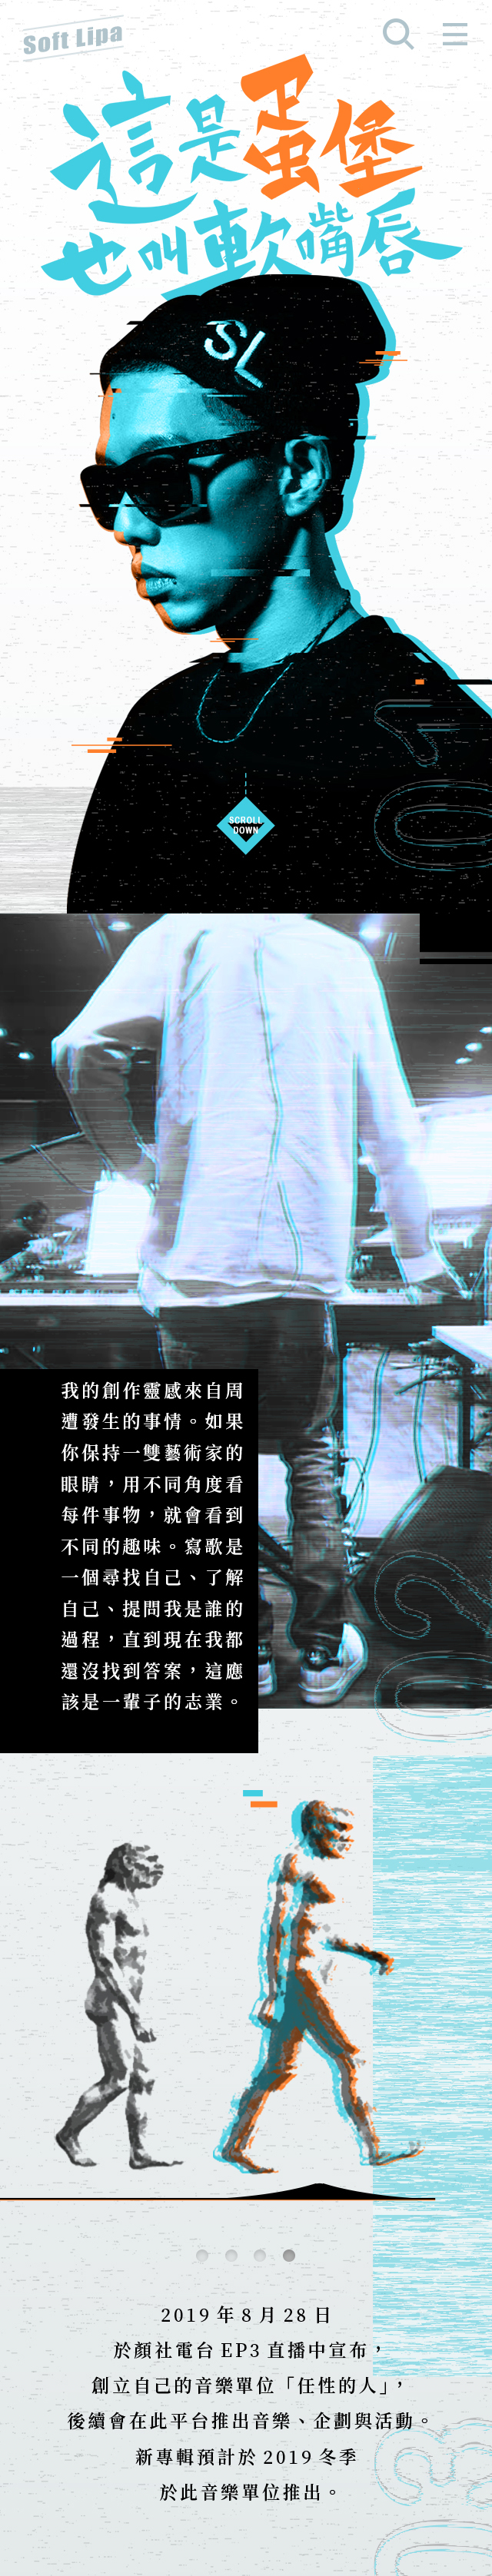 Soft Lipa
這是蛋堡
也叫軟嘴唇
SL
01
SCROLL
DOWN
我的創作靈感來自周
遭發生的事情。如果
你保持一雙藝術家的
眼睛，用不同角度看
每件事物，就會看到
不同的趣味。寫歌是
一個尋找自己、了解
自己、提問我是誰的
過程，直到現在我都
還沒找到答案，這應
該是一輩子的志業。
02
2019 年 8 月 28 日
於顏社電台 EP3 直播中宣布，
創立自己的音樂單位「任性的人」，
後續會在此平台推出音樂、企劃與活動。
新專輯預計於 2019 冬季
於此音樂單位推出。
03